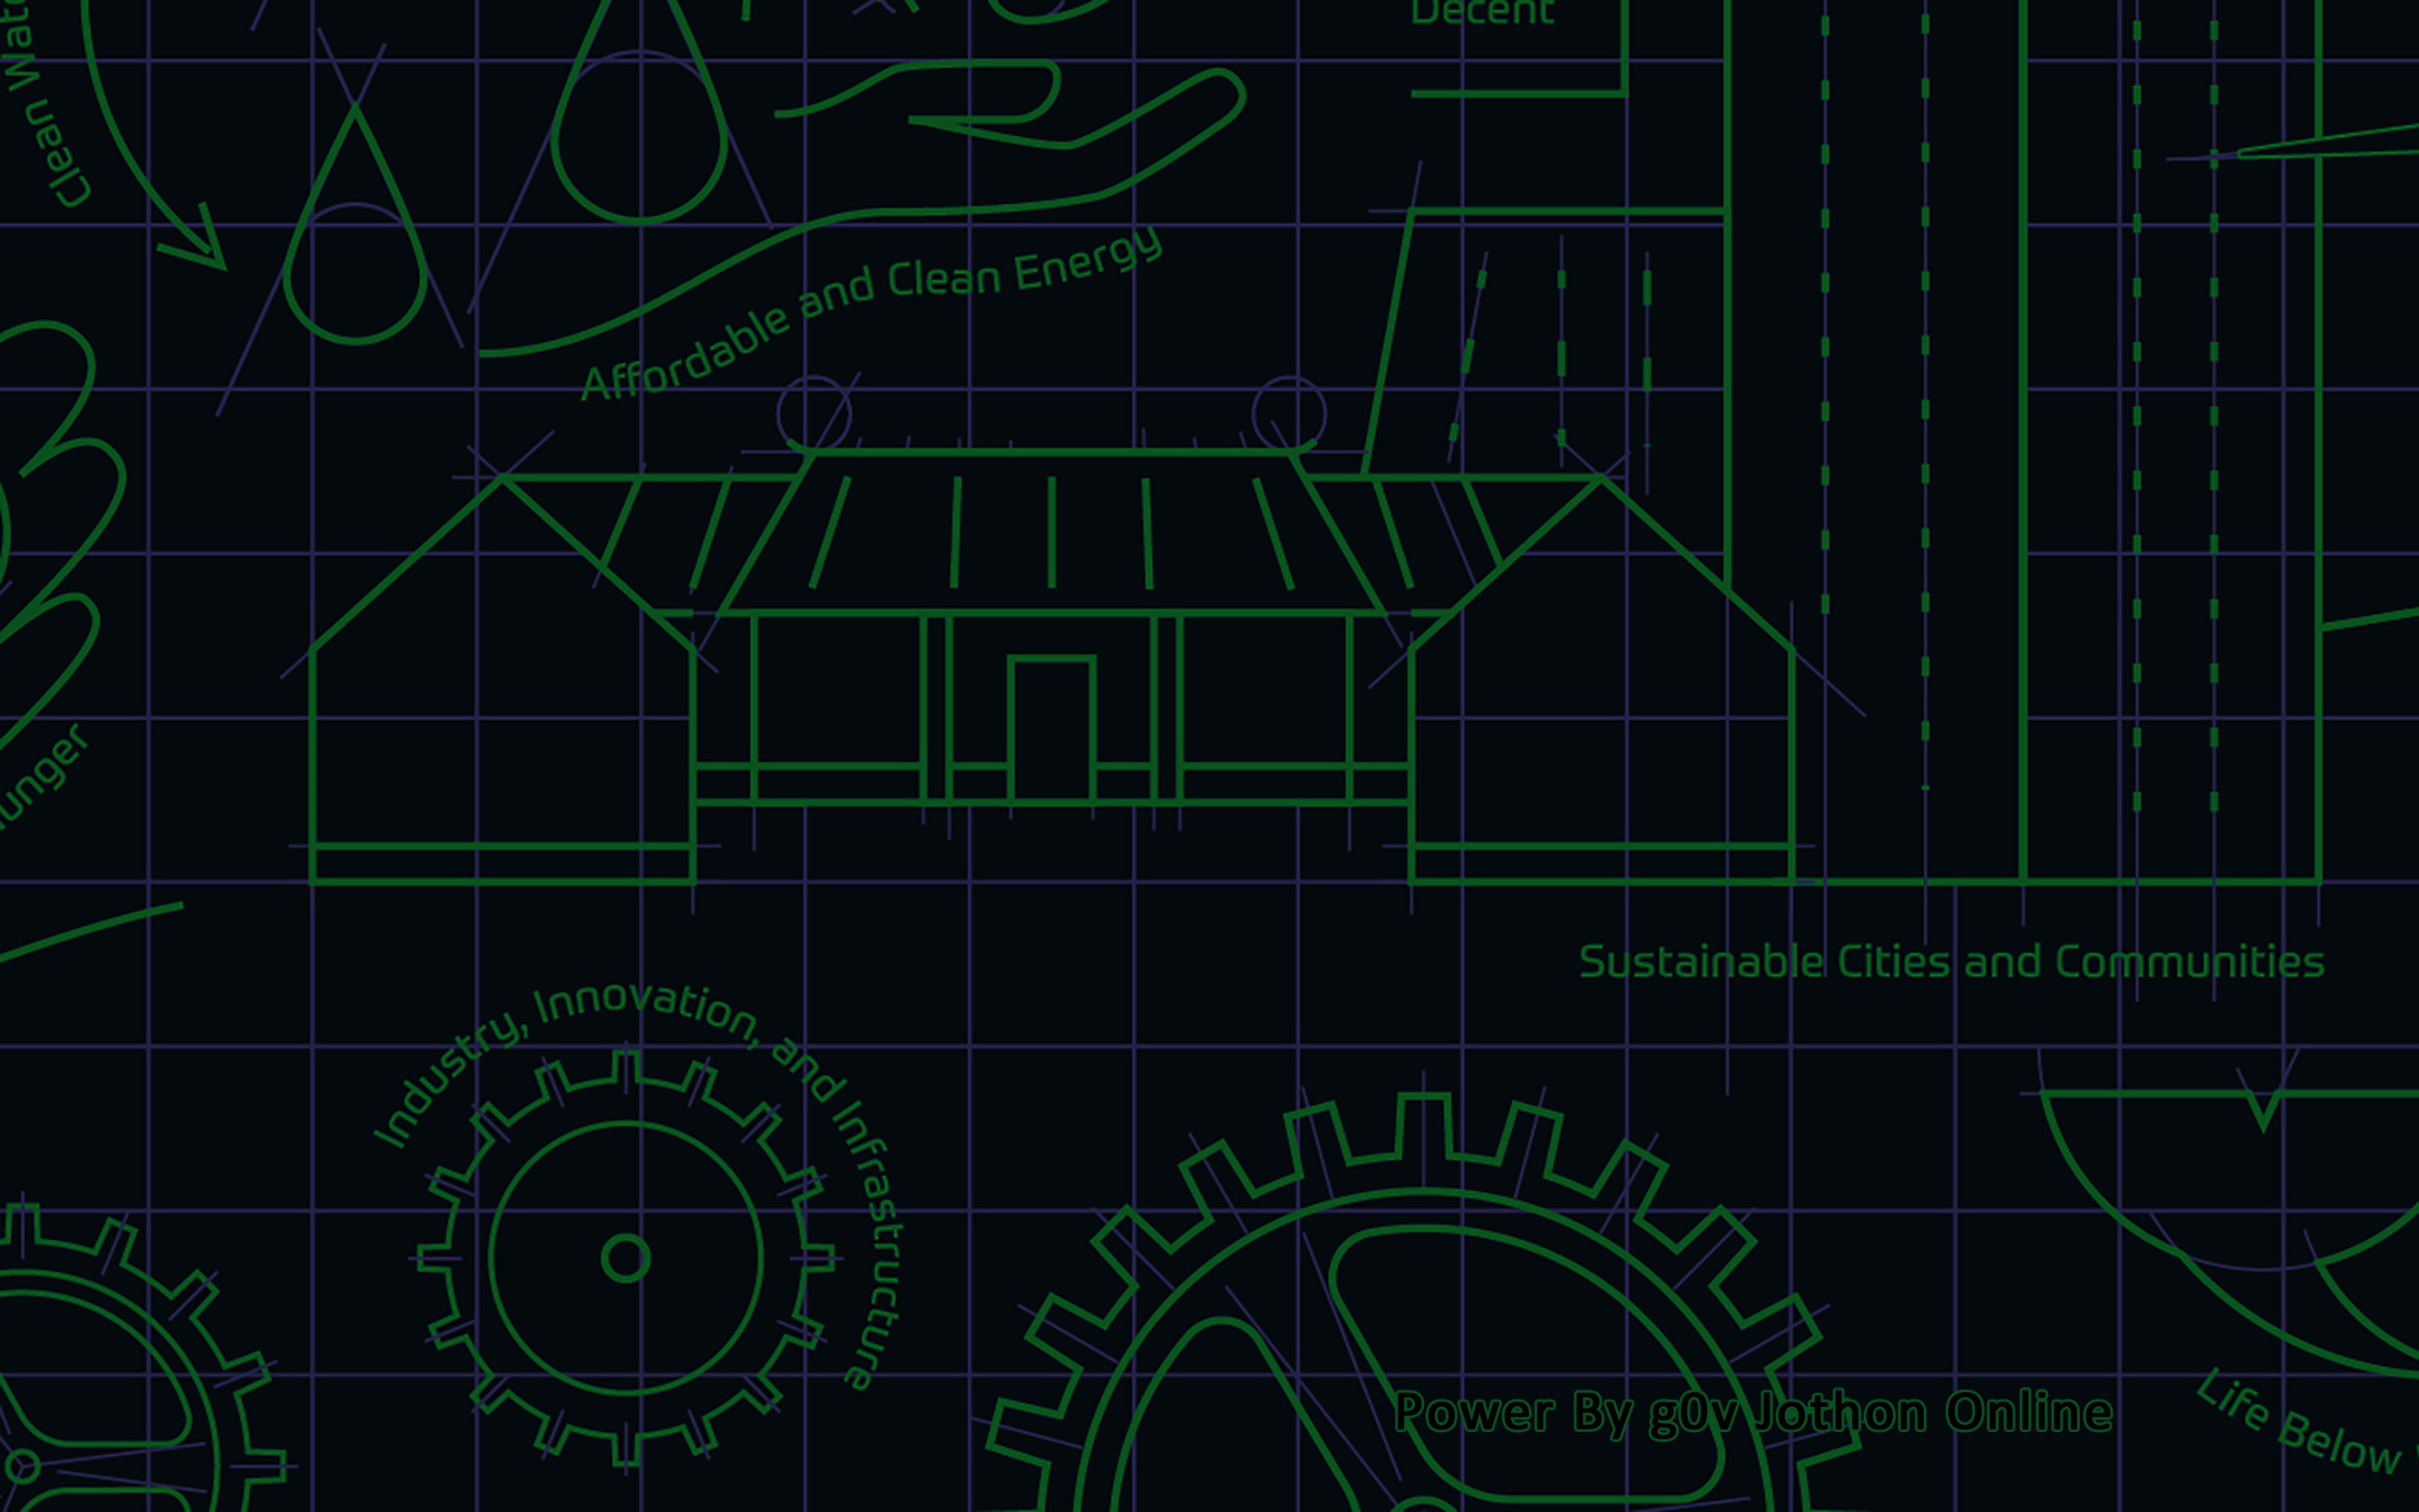 Decent
Clean Wat
Affordable and Clean Energy
unger
Sustainable Cities and Communities
Industry, Innovation, and Infrastructure
Power By g0v Jothon Online
Life Below